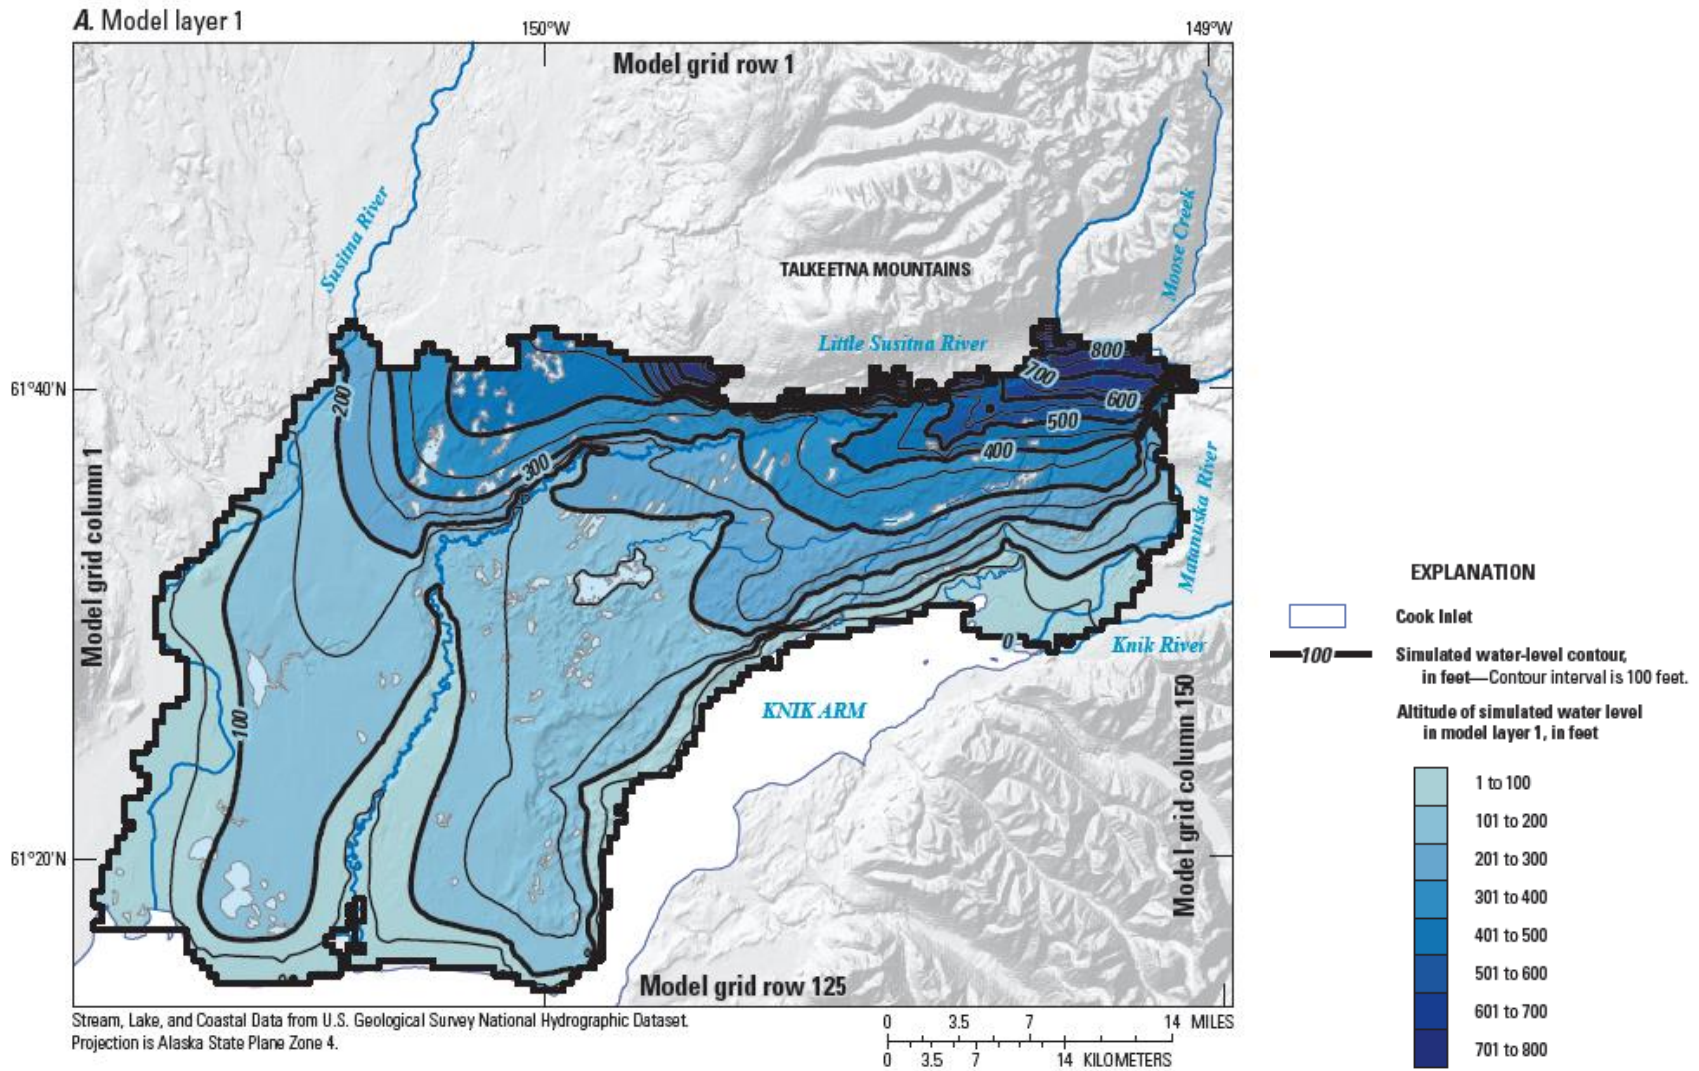 A. Model layer 1
150°W
149°W
Model grid row 1
Susitna River
Moose Creek
TALKEETNA MOUNTAINS
Little Susitna River
800
700
61°40'N
200
600
500
400
300
Model grid column 1
Matanuska River
EXPLANATION
Cook Inlet
0
Knik River
100
Simulated water-level contour,
in feet—Contour interval is 100 feet.
KNIK ARM
100
Model grid column 150
Altitude of simulated water level
in model layer 1, in feet
1 to 100
101 to 200
61°20'N
201 to 300
301 to 400
401 to 500
501 to 600
601 to 700
701 to 800
0
Model grid row 125
Stream, Lake, and Coastal Data from U.S. Geological Survey National Hydrographic Dataset.
Projection is Alaska State Plane Zone 4.
0 3.5 7 14 MILES
0 3.5 7 14 KILOMETERS